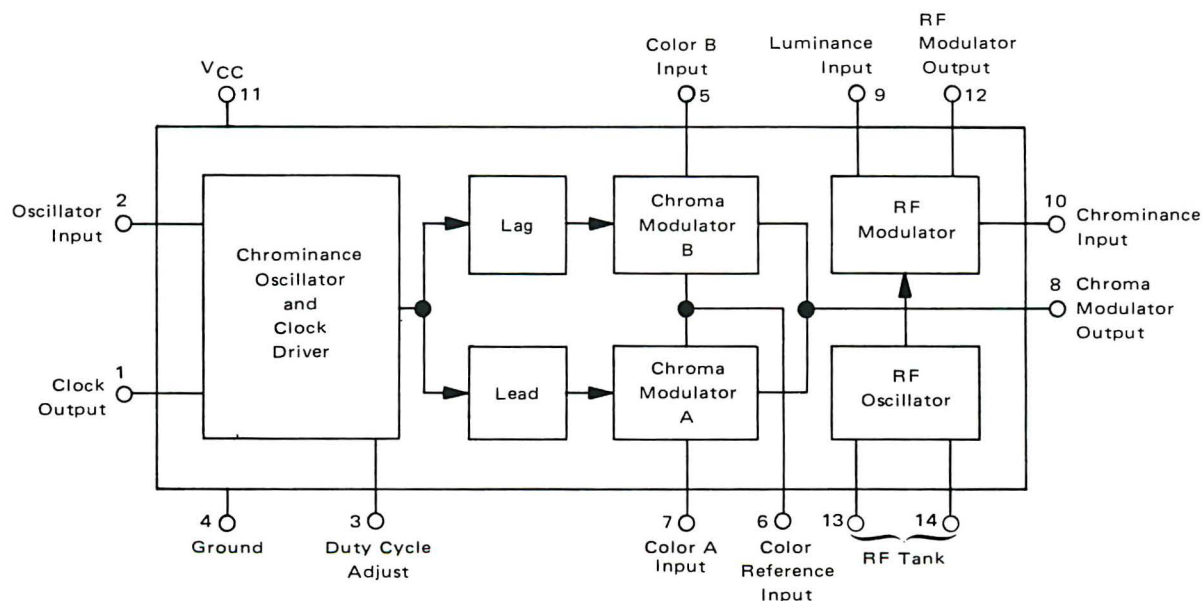 Color B
Input
5
Luminance
Input
9
RF
Modulator
Output
12
VCC
11
2
Oscillator
Input
Chrominance
Oscillator
and
Clock
Driver
Lag
Chroma
Modulator
B
RF
Modulator
10
Chrominance
Input
8
Chroma
Modulator
Output
1
Clock
Output
Lead
Chroma
Modulator
A
RF
Oscillator
4
Ground
3
Duty Cycle
Adjust
7
Color A
Input
6
Color
Reference
Input
13
14
RF Tank